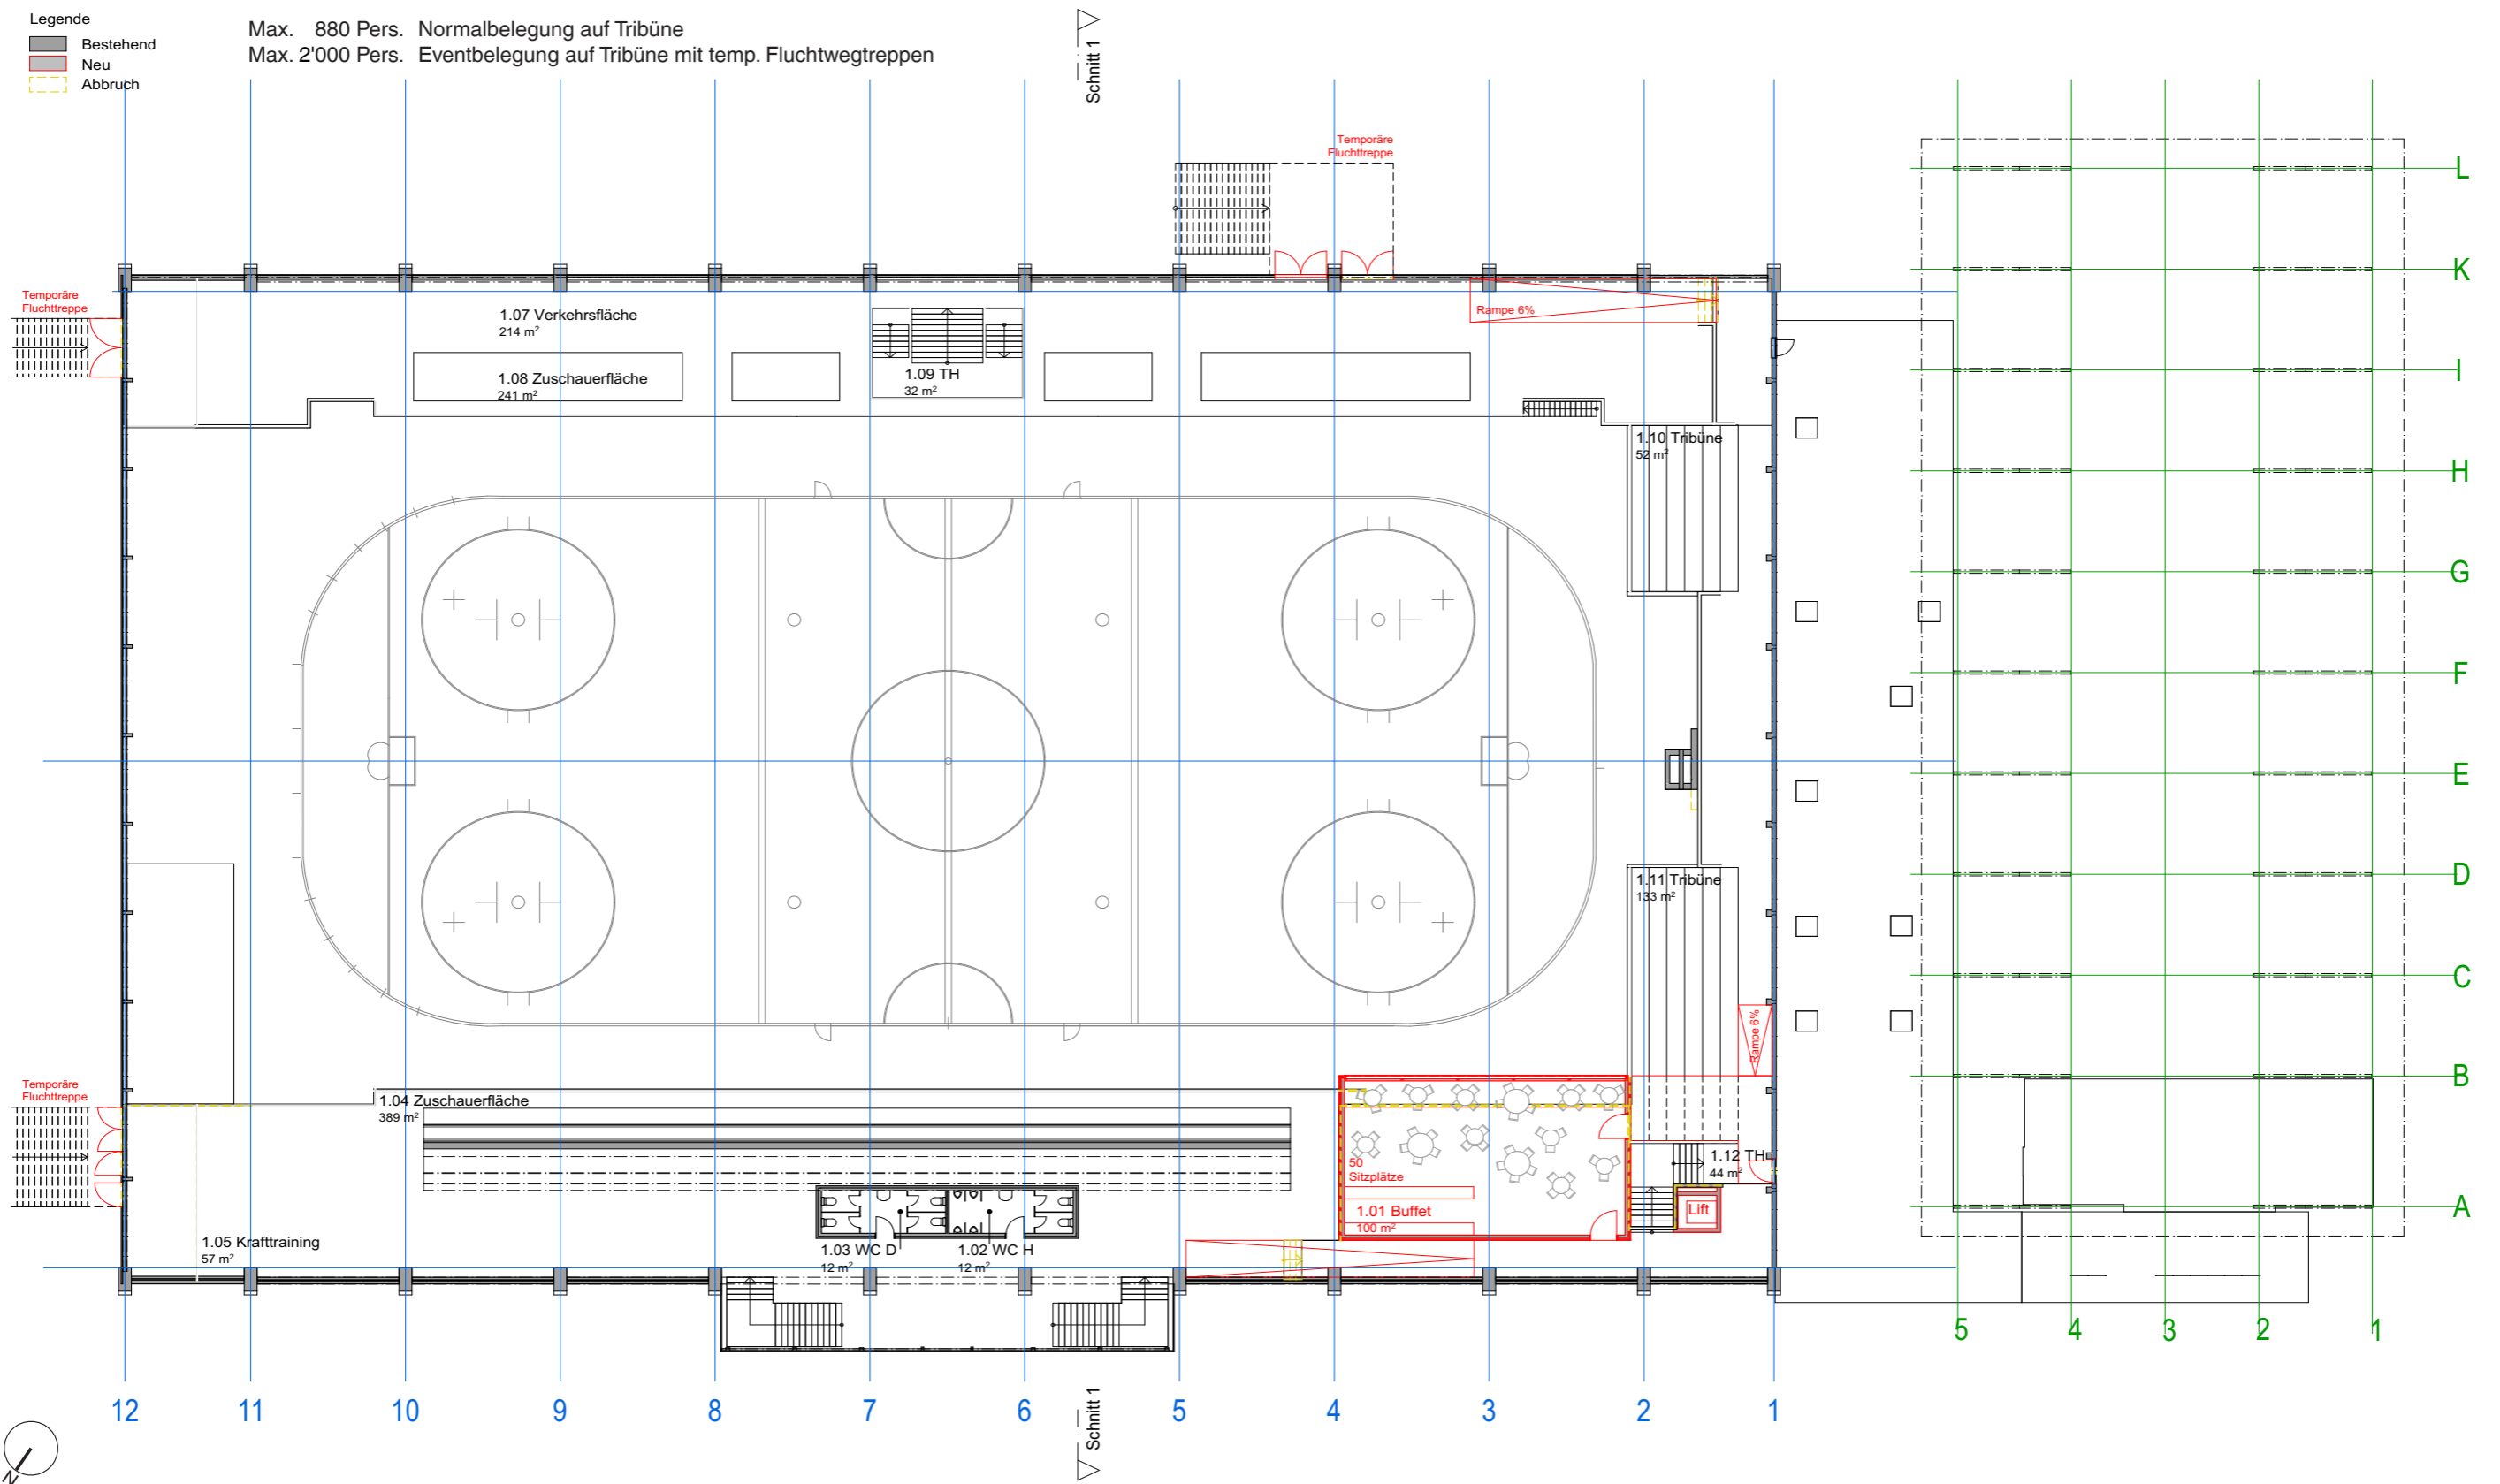 Legende
Bestehend
Neu
Abbruch
Max. 880 Pers. Normalbelegung auf Tribüne
Max. 2'000 Pers. Eventbelegung auf Tribüne mit temp. Fluchtwegtreppen
Schnitt 1
Temporäre
Fluchttreppe
L
K
I
H
G
F
E
D
C
B
A
Temporäre
Fluchttreppe
1.07 Verkehrsfläche
214 m²
Rampe 6%
1.08 Zuschauerfläche
241 m²
1.09 TH
32 m²
1.10 Tribüne
52 m²
1.11 Tribüne
133 m²
Rampe 6%
Temporäre
Fluchttreppe
1.04 Zuschauerfläche
389 m²
50
Sitzplätze
1.12 TH
44 m²
1.01 Buffet
100 m²
Lift
1.05 Krafttraining
57 m²
1.03 WC D
12 m²
1.02 WC H
12 m²
5 4 3 2 1
12 11 10 9 8 7 6 5 4 3 2 1
Schnitt 1
N